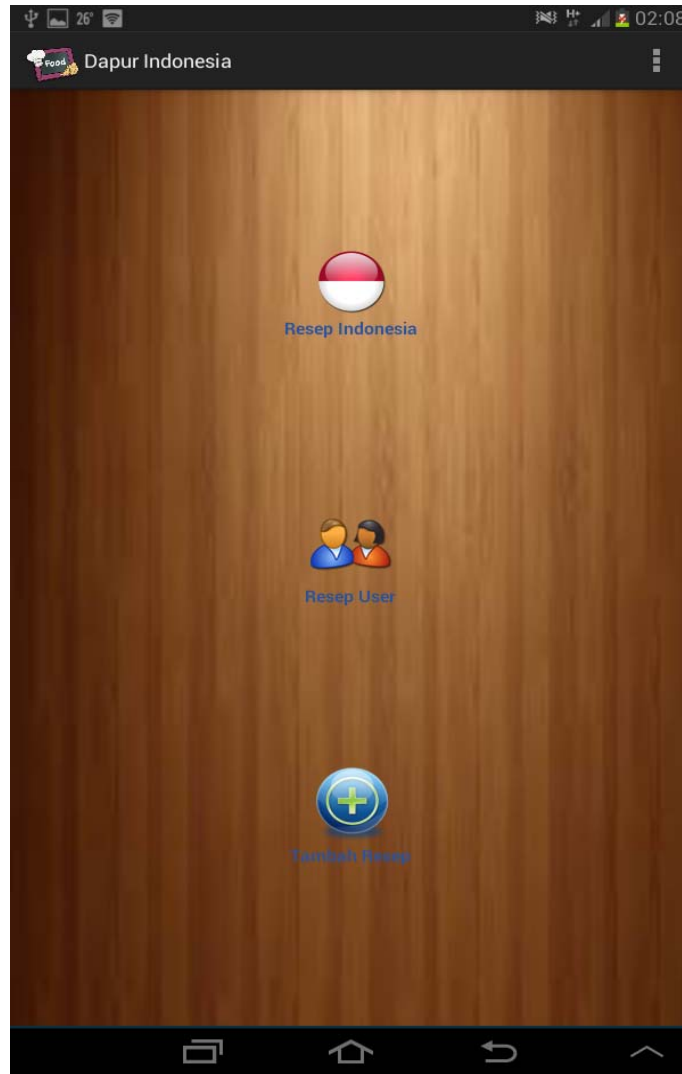 26°
H+
02:08
Food
Dapur Indonesia
Resep Indonesia
Resep User
Tambah Resep